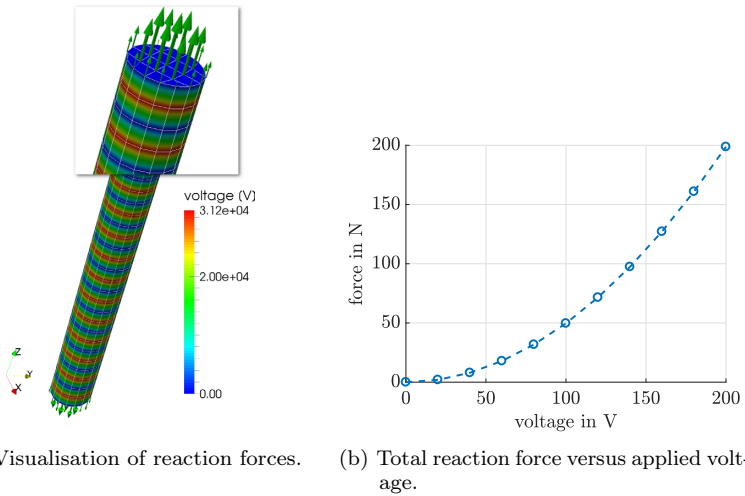 voltage (V)
3.12e+04
2.00e+04
0.00
Z
Y
X
Visualisation of reaction forces.
200
150
100
50
0
force in N
0 50 100 150 200
voltage in V
(b) Total reaction force versus applied volt-
age.